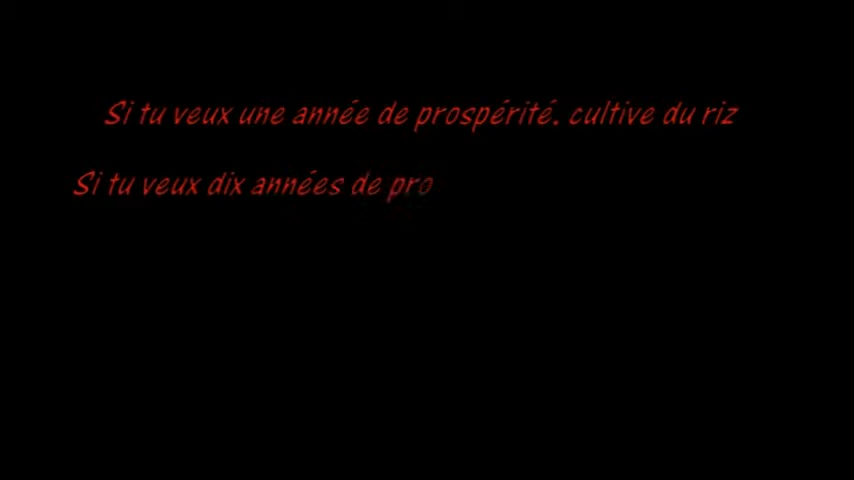 Si tu veux une année de prospérité. cultive du riz
Si tu veux dix années de pro